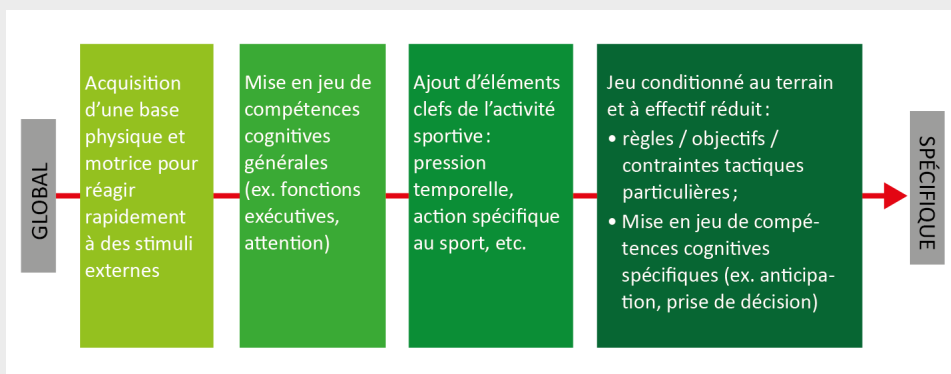 GLOBAL
Acquisition
d’une base
physique et
motrice pour
réagir
rapidement
à des stimuli
externes
Mise en jeu de
compétences
cognitives
générales
(ex. fonctions
exécutives,
attention)
Ajout d’éléments
clefs de l’activité
sportive :
pression
temporelle,
action spécifique
au sport, etc.
Jeu conditionné au terrain
et à effectif réduit :
• règles / objectifs /
contraintes tactiques
particulières ;
• Mise en jeu de compé-
tences cognitives
spécifiques (ex. anticipa-
tion, prise de décision)
SPÉCIFIQUE